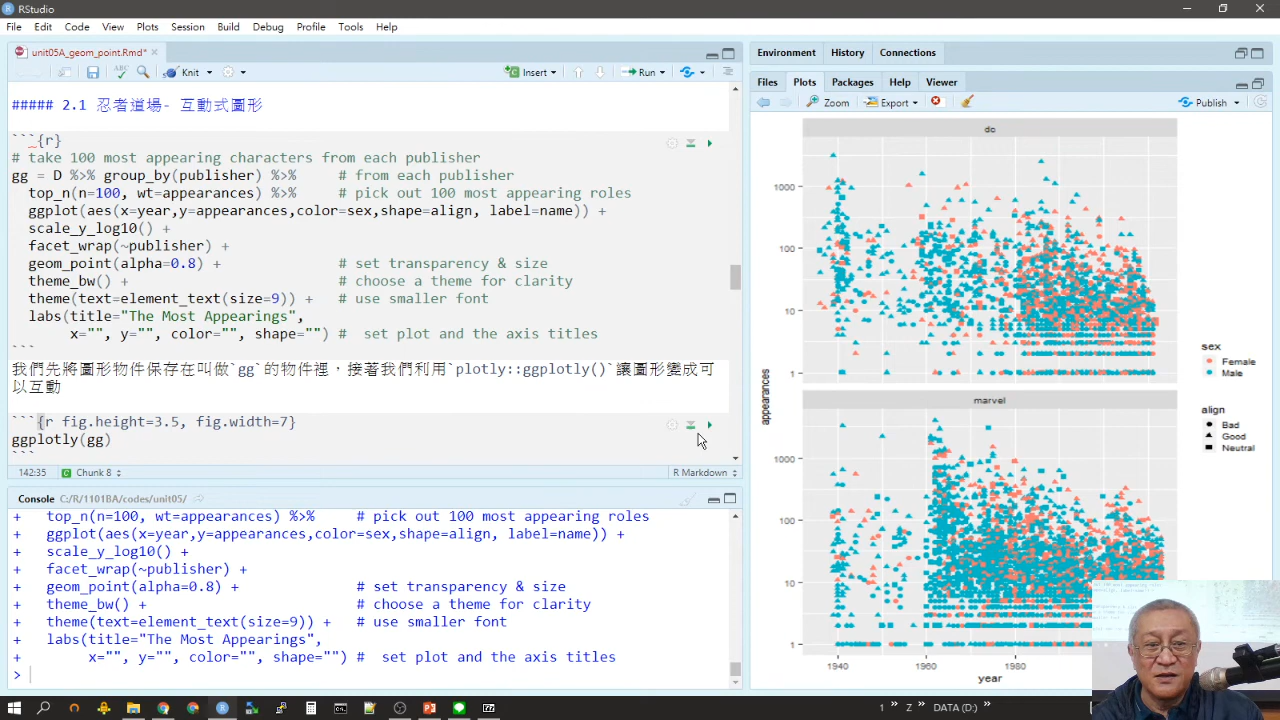 RStudio
File Edit Code View Plots Session Build Debug Profile Tools Help
unit05A_geom_point.Rmd*
Knit Insert Run
##### 2.1 忍者道場- 互動式圖形
```{r}
# take 100 most appearing characters from each publisher
gg = D %>% group_by(publisher) %>% # from each publisher
top_n(n=100, wt=appearances) %>% # pick out 100 most appearing roles
ggplot(aes(x=year,y=appearances,color=sex,shape=align, label=name)) +
scale_y_log10() +
facet_wrap(~publisher) +
geom_point(alpha=0.8) + # set transparency & size
theme_bw() + # choose a theme for clarity
theme(text=element_text(size=9)) + # use smaller font
labs(title="The Most Appearings",
x="", y="", color="", shape="") # set plot and the axis titles
```
我們先將圖形物件保存在叫做`gg`的物件裡，接著我們利用`plotly::ggplotly()`讓圖形變成可
以互動
```{r fig.height=3.5, fig.width=7}
ggplotly(gg)
```
142:35 Chunk 8 R Markdown
Console C:/R/1101BA/codes/unit05/
+ top_n(n=100, wt=appearances) %>% # pick out 100 most appearing roles
+ ggplot(aes(x=year,y=appearances,color=sex,shape=align, label=name)) +
+ scale_y_log10() +
+ facet_wrap(~publisher) +
+ geom_point(alpha=0.8) + # set transparency & size
+ theme_bw() + # choose a theme for clarity
+ theme(text=element_text(size=9)) + # use smaller font
+ labs(title="The Most Appearings",
+ x="", y="", color="", shape="") # set plot and the axis titles
>
Environment History Connections
Files Plots Packages Help Viewer
Zoom Export Publish
dc
1000
100
10
1
marvel
1000
100
10
1
appearances
1940 1960 1980
year
sex
Female
Male
align
Bad
Good
Neutral
1 Z DATA (D:)